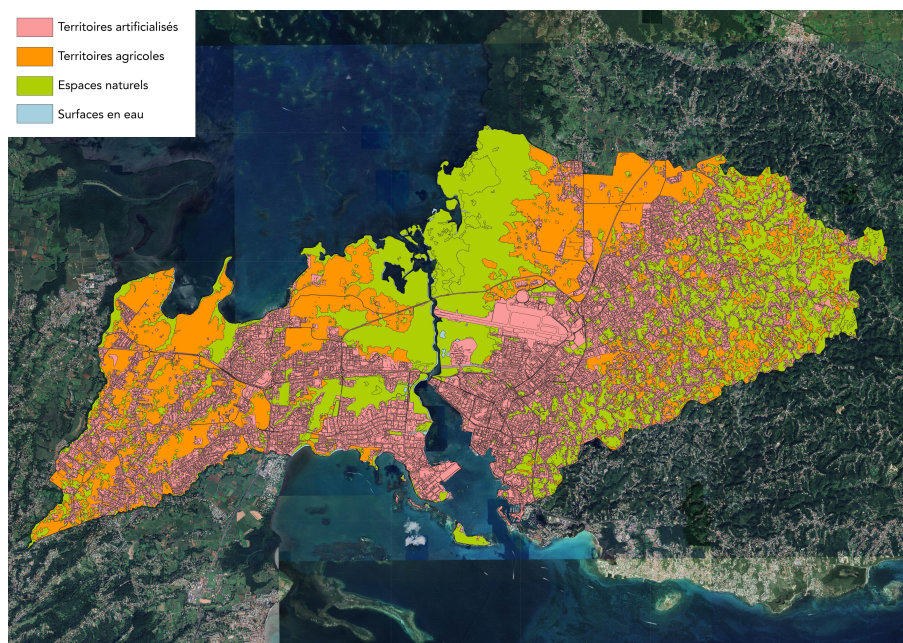 Territoires artificialisés
Territoires agricoles
Espaces naturels
Surfaces en eau